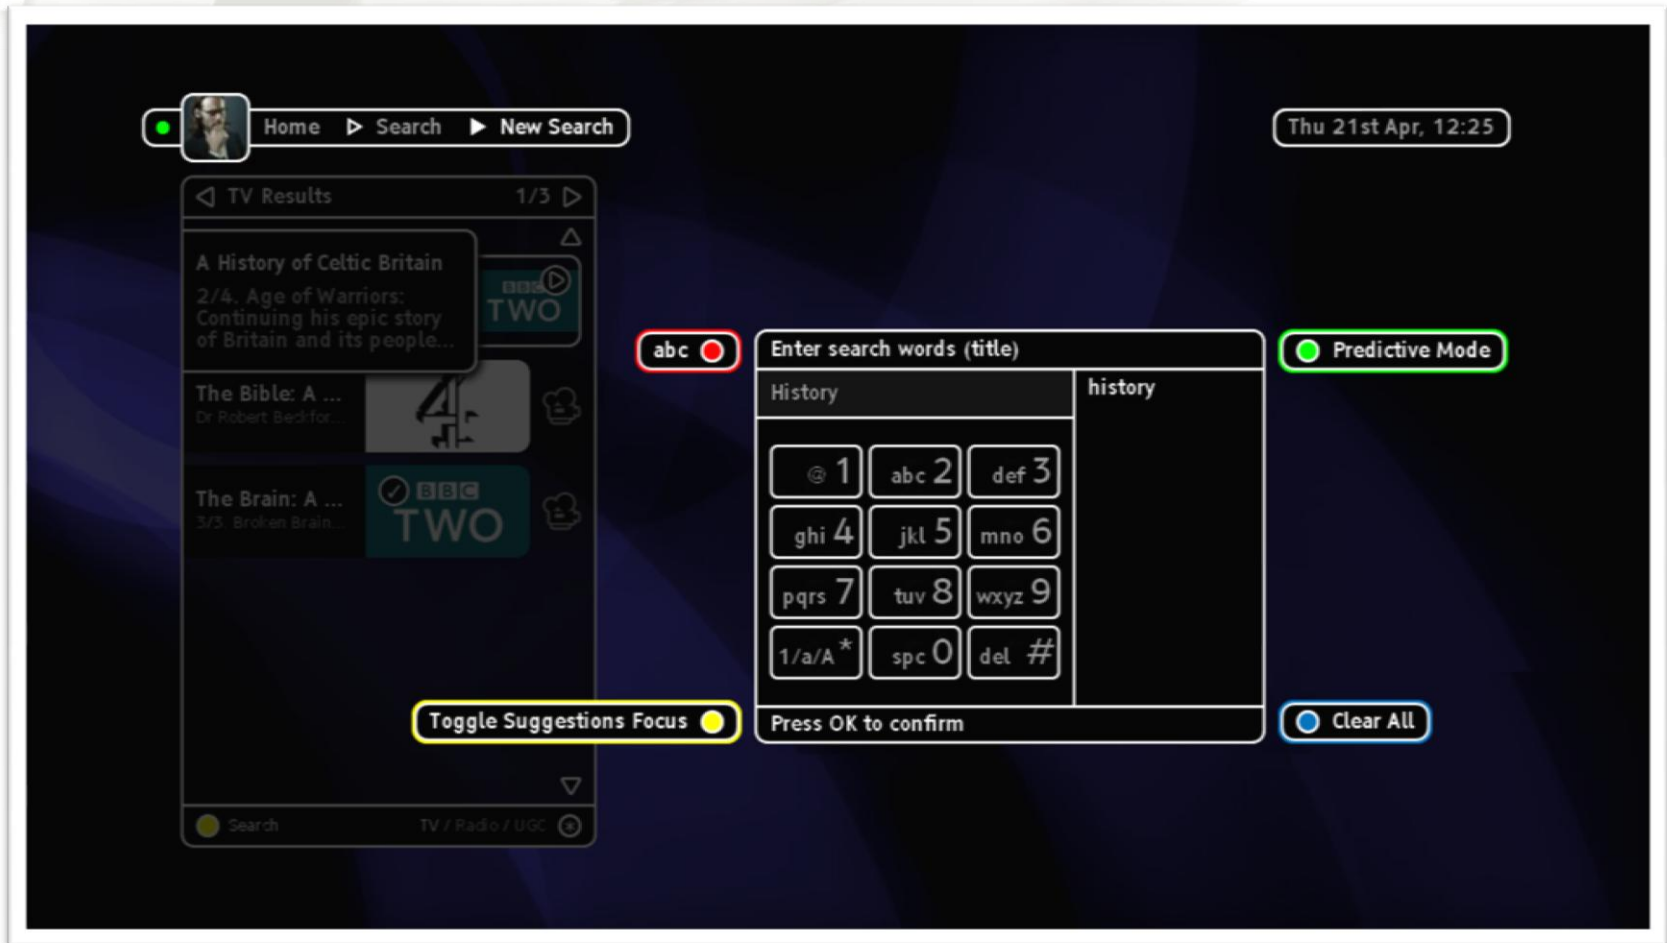 Home Search New Search
Thu 21st Apr, 12:25
TV Results 1/3
A History of Celtic Britain
2/4. Age of Warriors:
Continuing his epic story
of Britain and its people...
BBC
TWO
The Bible: A ...
Dr Robert Beckfor...
4
The Brain: A ...
3/3. Broken Brain...
BBC
TWO
Search TV / Radio / UGC
abc
Enter search words (title)
Predictive Mode
History
history
@ 1 abc 2 def 3
ghi 4 jkl 5 mno 6
pqrs 7 tuv 8 wxyz 9
1/a/A * spc 0 del #
Toggle Suggestions Focus
Press OK to confirm
Clear All